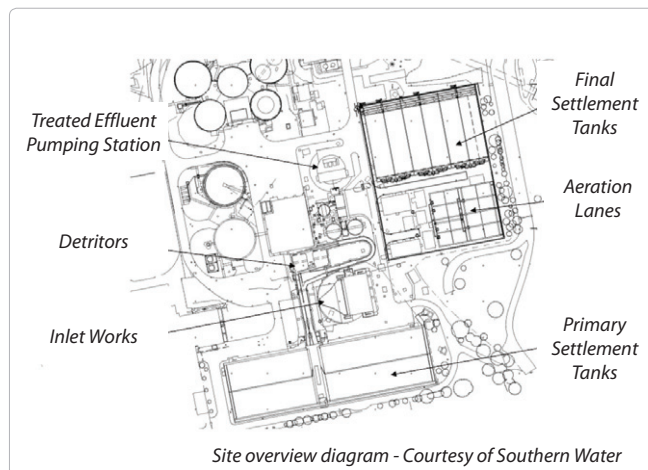 Treated Effluent
Pumping Station
Detritors
Inlet Works
Final
Settlement
Tanks
Aeration
Lanes
Primary
Settlement
Tanks
Site overview diagram - Courtesy of Southern Water